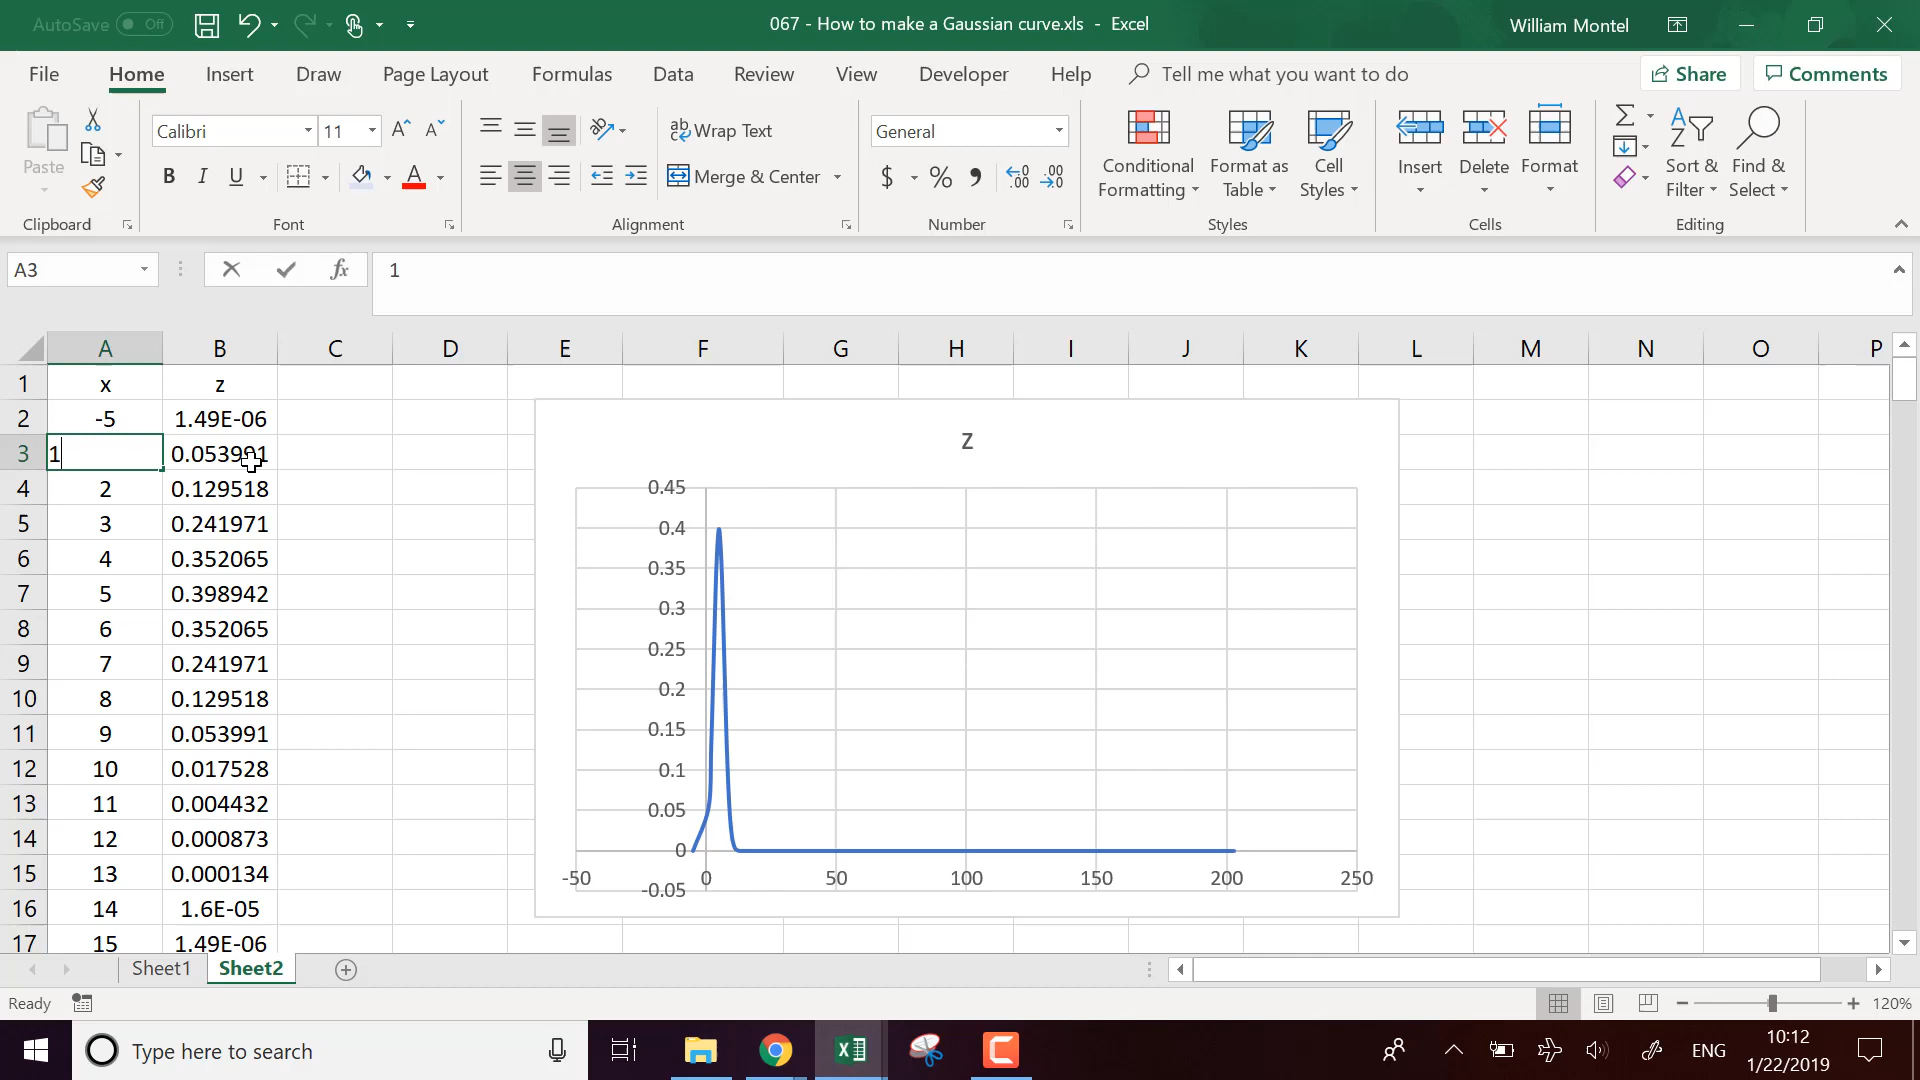 AutoSave Off
067 - How to make a Gaussian curve.xls - Excel
William Montel
File Home Insert Draw Page Layout Formulas Data Review View Developer Help Tell me what you want to do
Share Comments
Paste
Clipboard
Calibri 11
B I U A
Font
ab Wrap Text
Merge & Center
Alignment
General
$ % , .00
Number
Conditional Formatting
Format as Table
Cell Styles
Styles
Insert
Delete
Format
Cells
Sort & Filter
Find & Select
Editing
A3 fx 1
A B C D E F G H I J K L M N O P
1 x z
2 -5 1.49E-06
3 1 0.053991
4 2 0.129518
5 3 0.241971
6 4 0.352065
7 5 0.398942
8 6 0.352065
9 7 0.241971
10 8 0.129518
11 9 0.053991
12 10 0.017528
13 11 0.004432
14 12 0.000873
15 13 0.000134
16 14 1.6E-05
17 15 1.49E-06
z
0.45
0.4
0.35
0.3
0.25
0.2
0.15
0.1
0.05
0
-50 0 50 100 150 200 250
-0.05
Sheet1 Sheet2
Ready
120%
Type here to search
ENG
10:12
1/22/2019